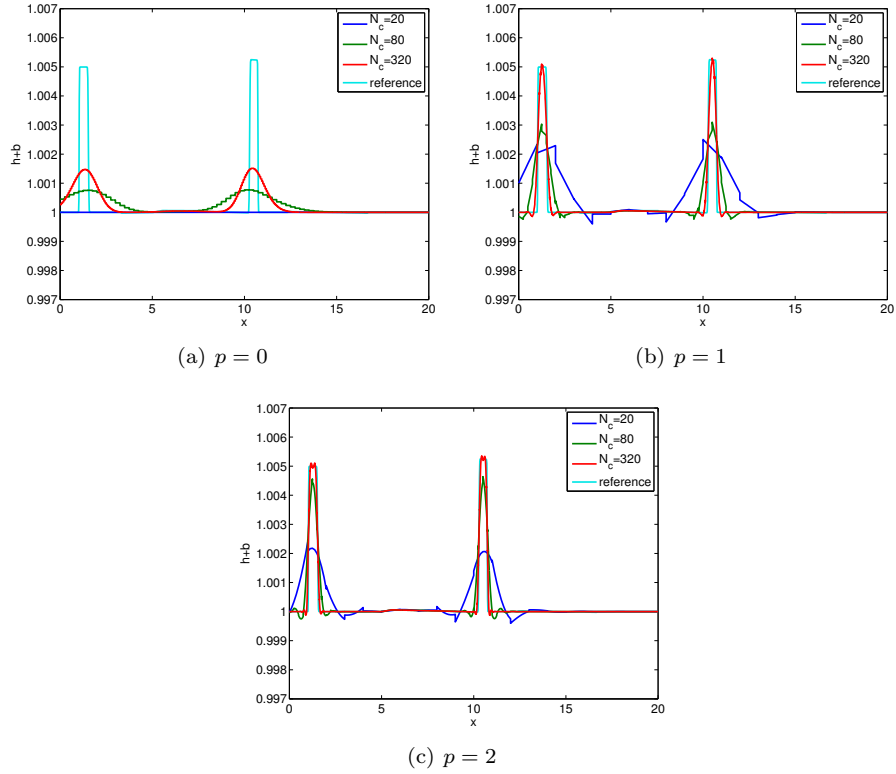 1.007
1.006
1.005
1.004
1.003
1.002
1.001
1
0.999
0.998
0.997
h+b
0 5 10 15 20
x
N_c=20
N_c=80
N_c=320
reference
(a) p = 0
1.007
1.006
1.005
1.004
1.003
1.002
1.001
1
0.999
0.998
0.997
h+b
0 5 10 15 20
x
N_c=20
N_c=80
N_c=320
reference
(b) p = 1
1.007
1.006
1.005
1.004
1.003
1.002
1.001
1
0.999
0.998
0.997
h+b
0 5 10 15 20
x
N_c=20
N_c=80
N_c=320
reference
(c) p = 2